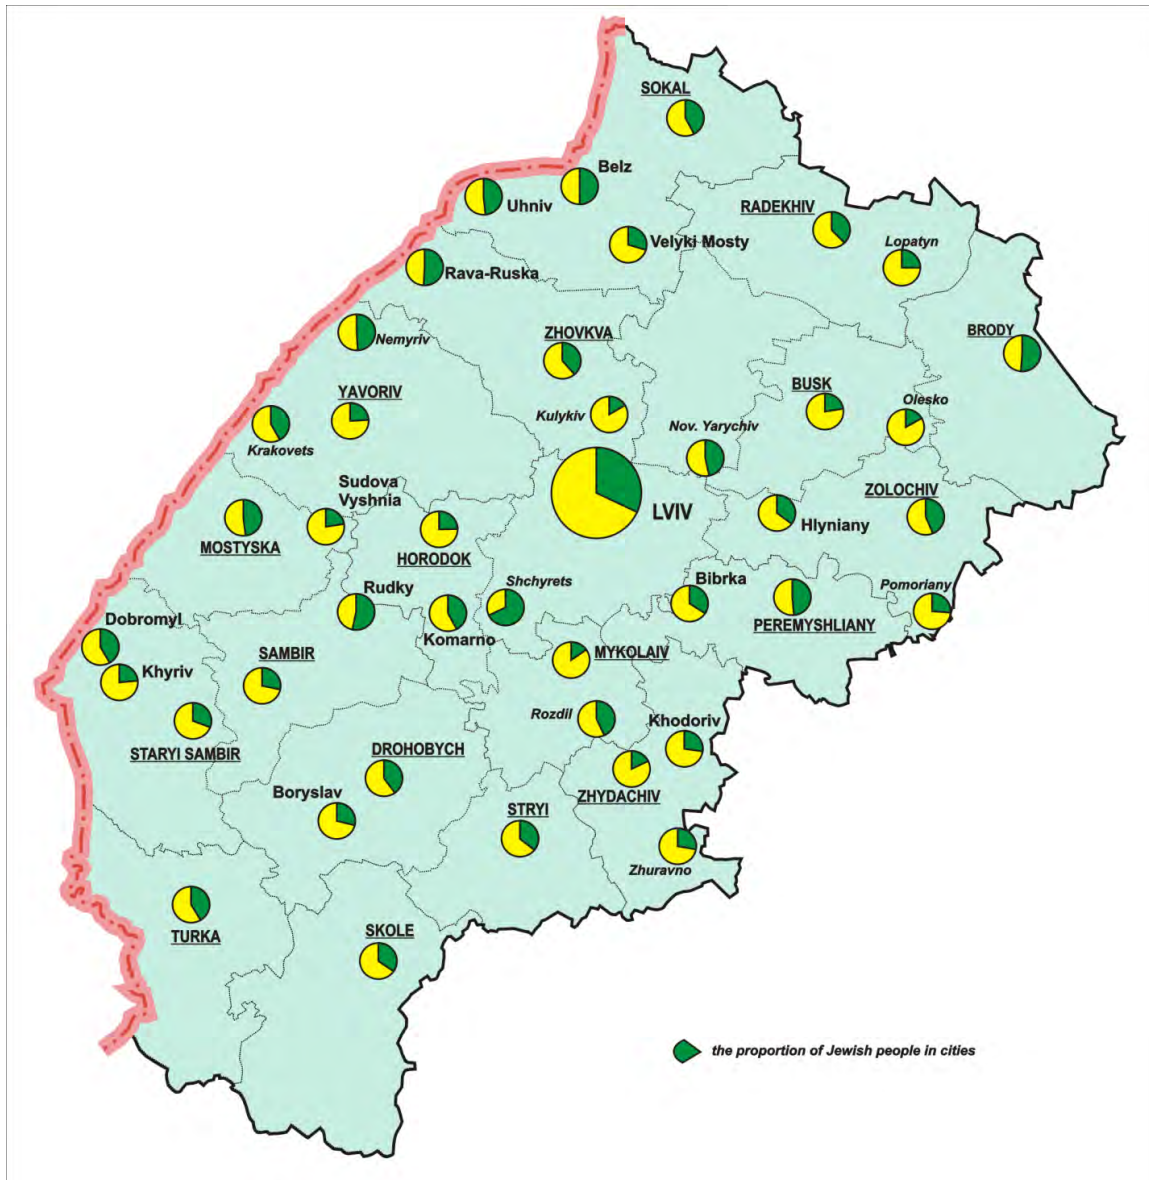 SOKAL
Belz
Uhniv
RADEKHIV
Velyki Mosty
Lopatyn
Rava-Ruska
BRODY
Nemyriv
ZHOVKVA
BUSK
YAVORIV
Olesko
Kulykiv
Nov. Yarychiv
Krakovets
Sudova
Vyshnia
ZOLOCHIV
LVIV
Hlyniany
MOSTYSKA
HORODOK
Bibrka
Shchyrets
Pomoriany
Rudky
Dobromyl
PEREMYSHLIANY
Komarno
SAMBIR
MYKOLAIV
Khyriv
Rozdil
Khodoriv
DROHOBYCH
STARYI SAMBIR
Boryslav
ZHYDACHIV
STRYI
Zhuravno
SKOLE
TURKA
the proportion of Jewish people in cities